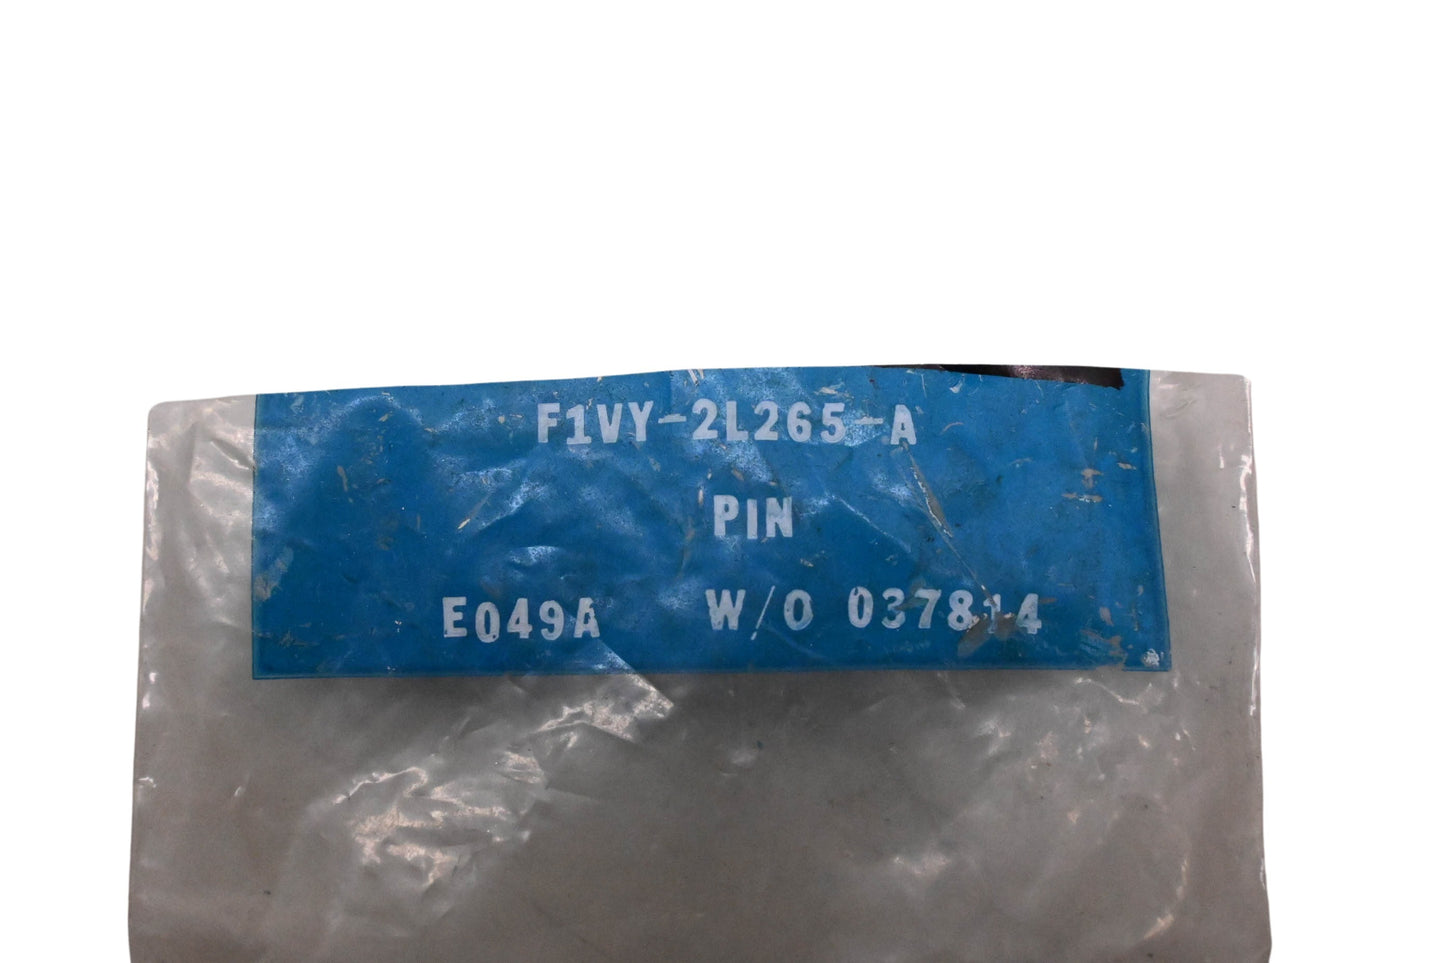 F1VY-2L265-A
PIN
E049A W/O 037814